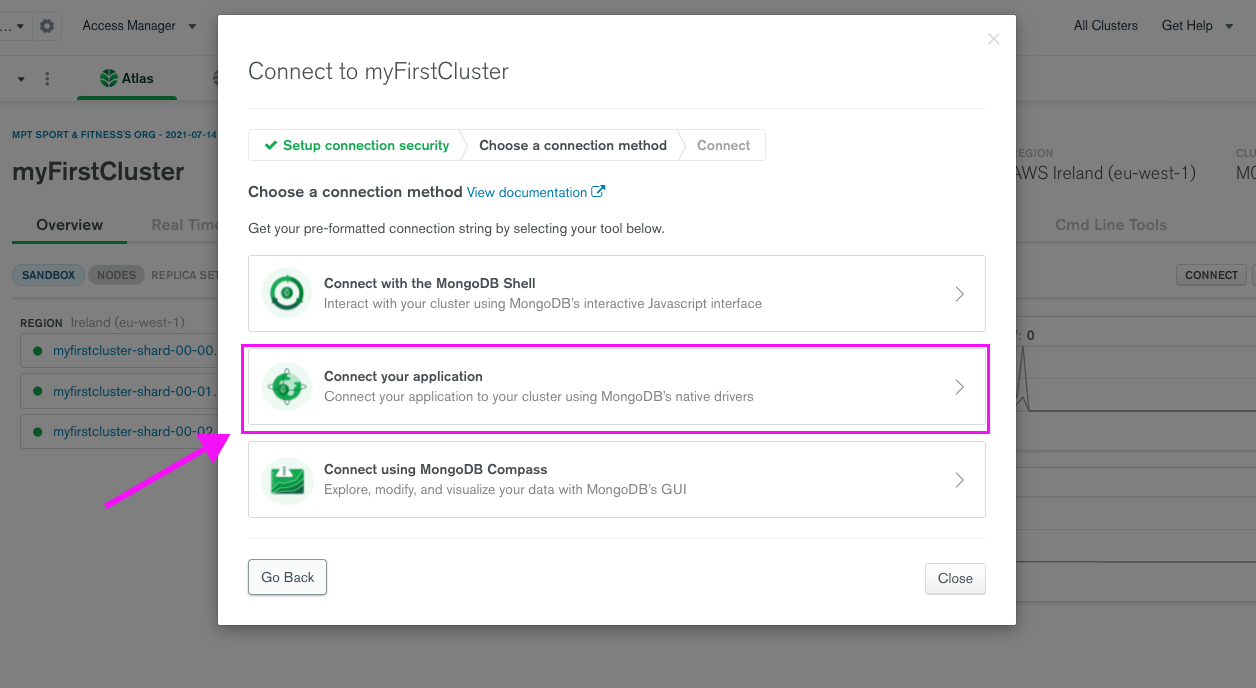 ...
Access Manager
All Clusters
Get Help
Atlas
MPT SPORT & FITNESS'S ORG - 2021-07-14
myFirstCluster
REGION
AWS Ireland (eu-west-1)
Overview
Real Time
Cmd Line Tools
SANDBOX
NODES
REPLICA SET
CONNECT
REGION Ireland (eu-west-1)
myfirstcluster-shard-00-00.
myfirstcluster-shard-00-01.
myfirstcluster-shard-00-02.
: 0
Connect to myFirstCluster
Setup connection security
Choose a connection method
Connect
Choose a connection method View documentation
Get your pre-formatted connection string by selecting your tool below.
Connect with the MongoDB Shell
Interact with your cluster using MongoDB's interactive Javascript interface
Connect your application
Connect your application to your cluster using MongoDB's native drivers
Connect using MongoDB Compass
Explore, modify, and visualize your data with MongoDB's GUI
Go Back
Close